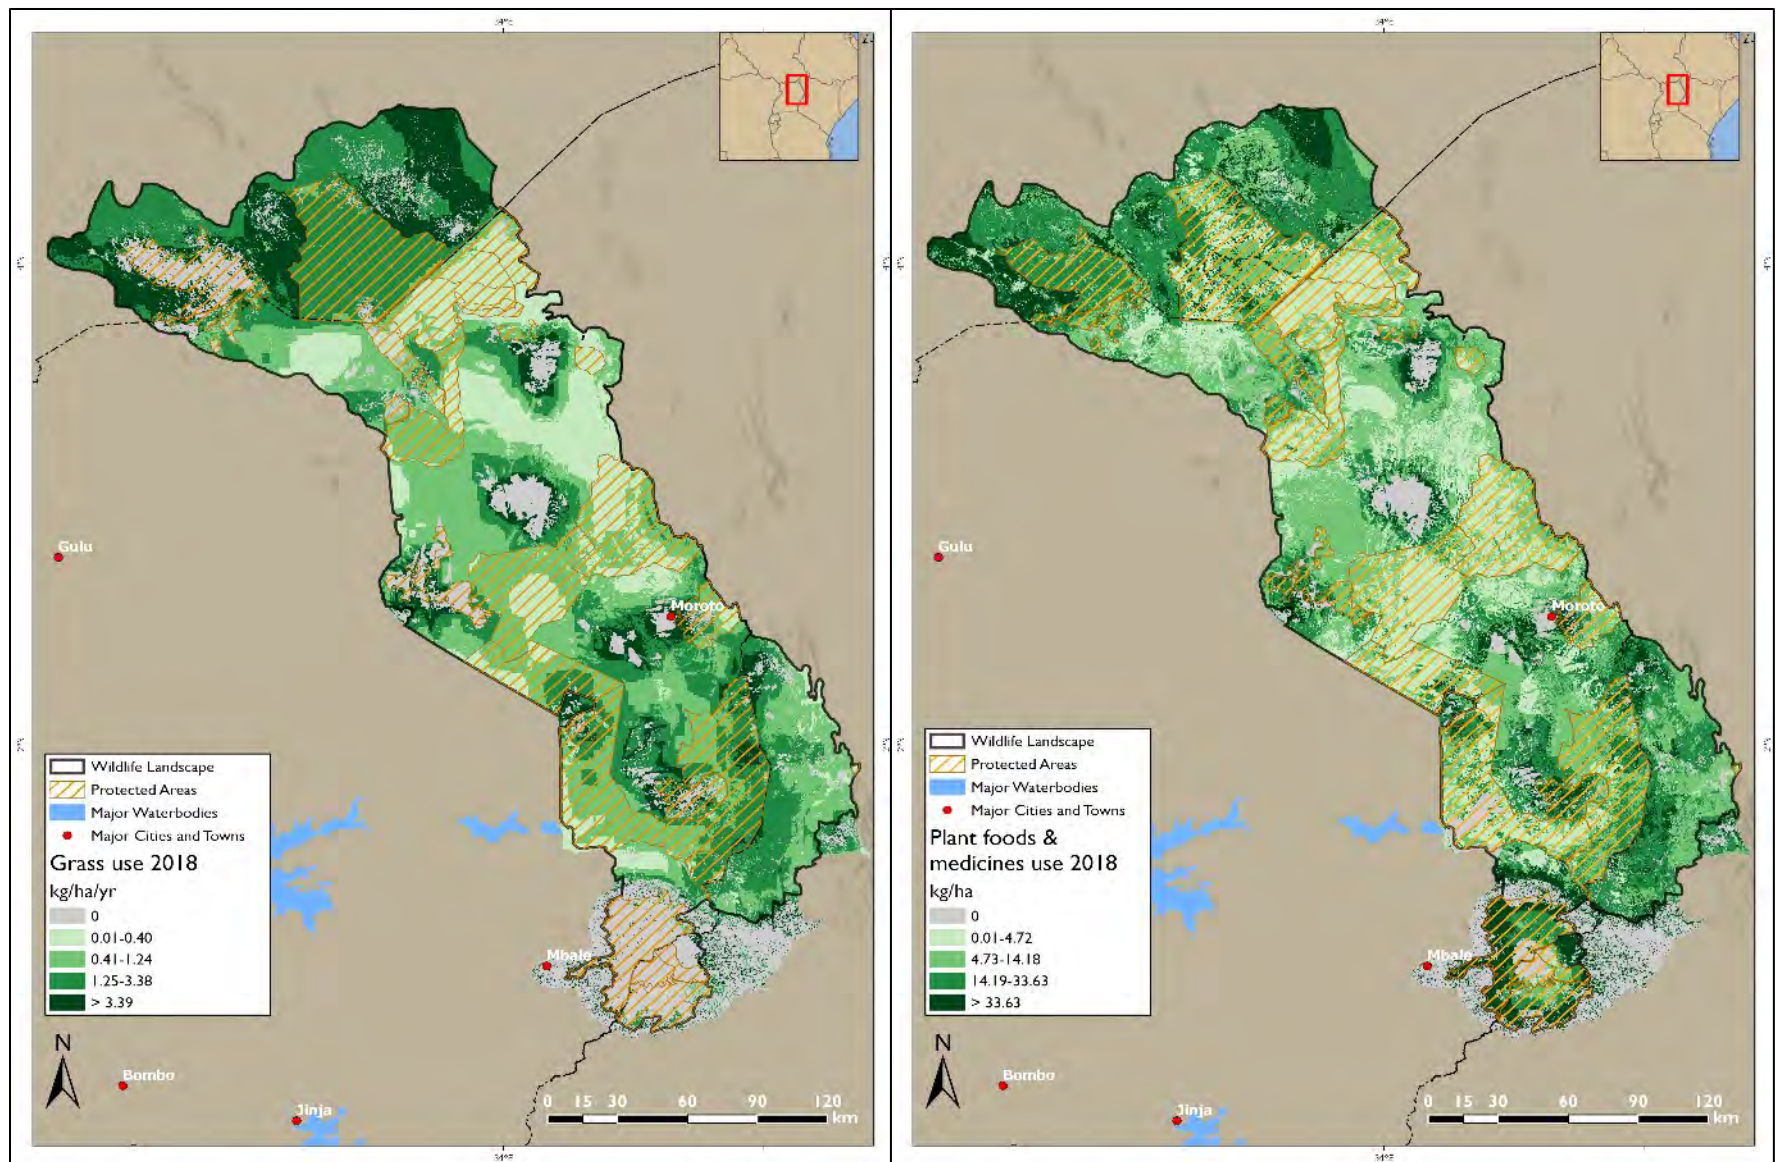 34°E
Gulu
Moroto
Wildlife Landscape
Protected Areas
Major Waterbodies
Major Cities and Towns
Grass use 2018
kg/ha/yr
0
0.01-0.40
0.41-1.24
1.25-3.38
> 3.39
Mbale
N
Bombo
Jinja
0 15 30 60 90 120
km
34°E
34°E
Gulu
Moroto
Wildlife Landscape
Protected Areas
Major Waterbodies
Major Cities and Towns
Plant foods &
medicines use 2018
kg/ha
0
0.01-4.72
4.73-14.18
14.19-33.63
> 33.63
Mbale
N
Bombo
Jinja
0 15 30 60 90 120
km
34°E